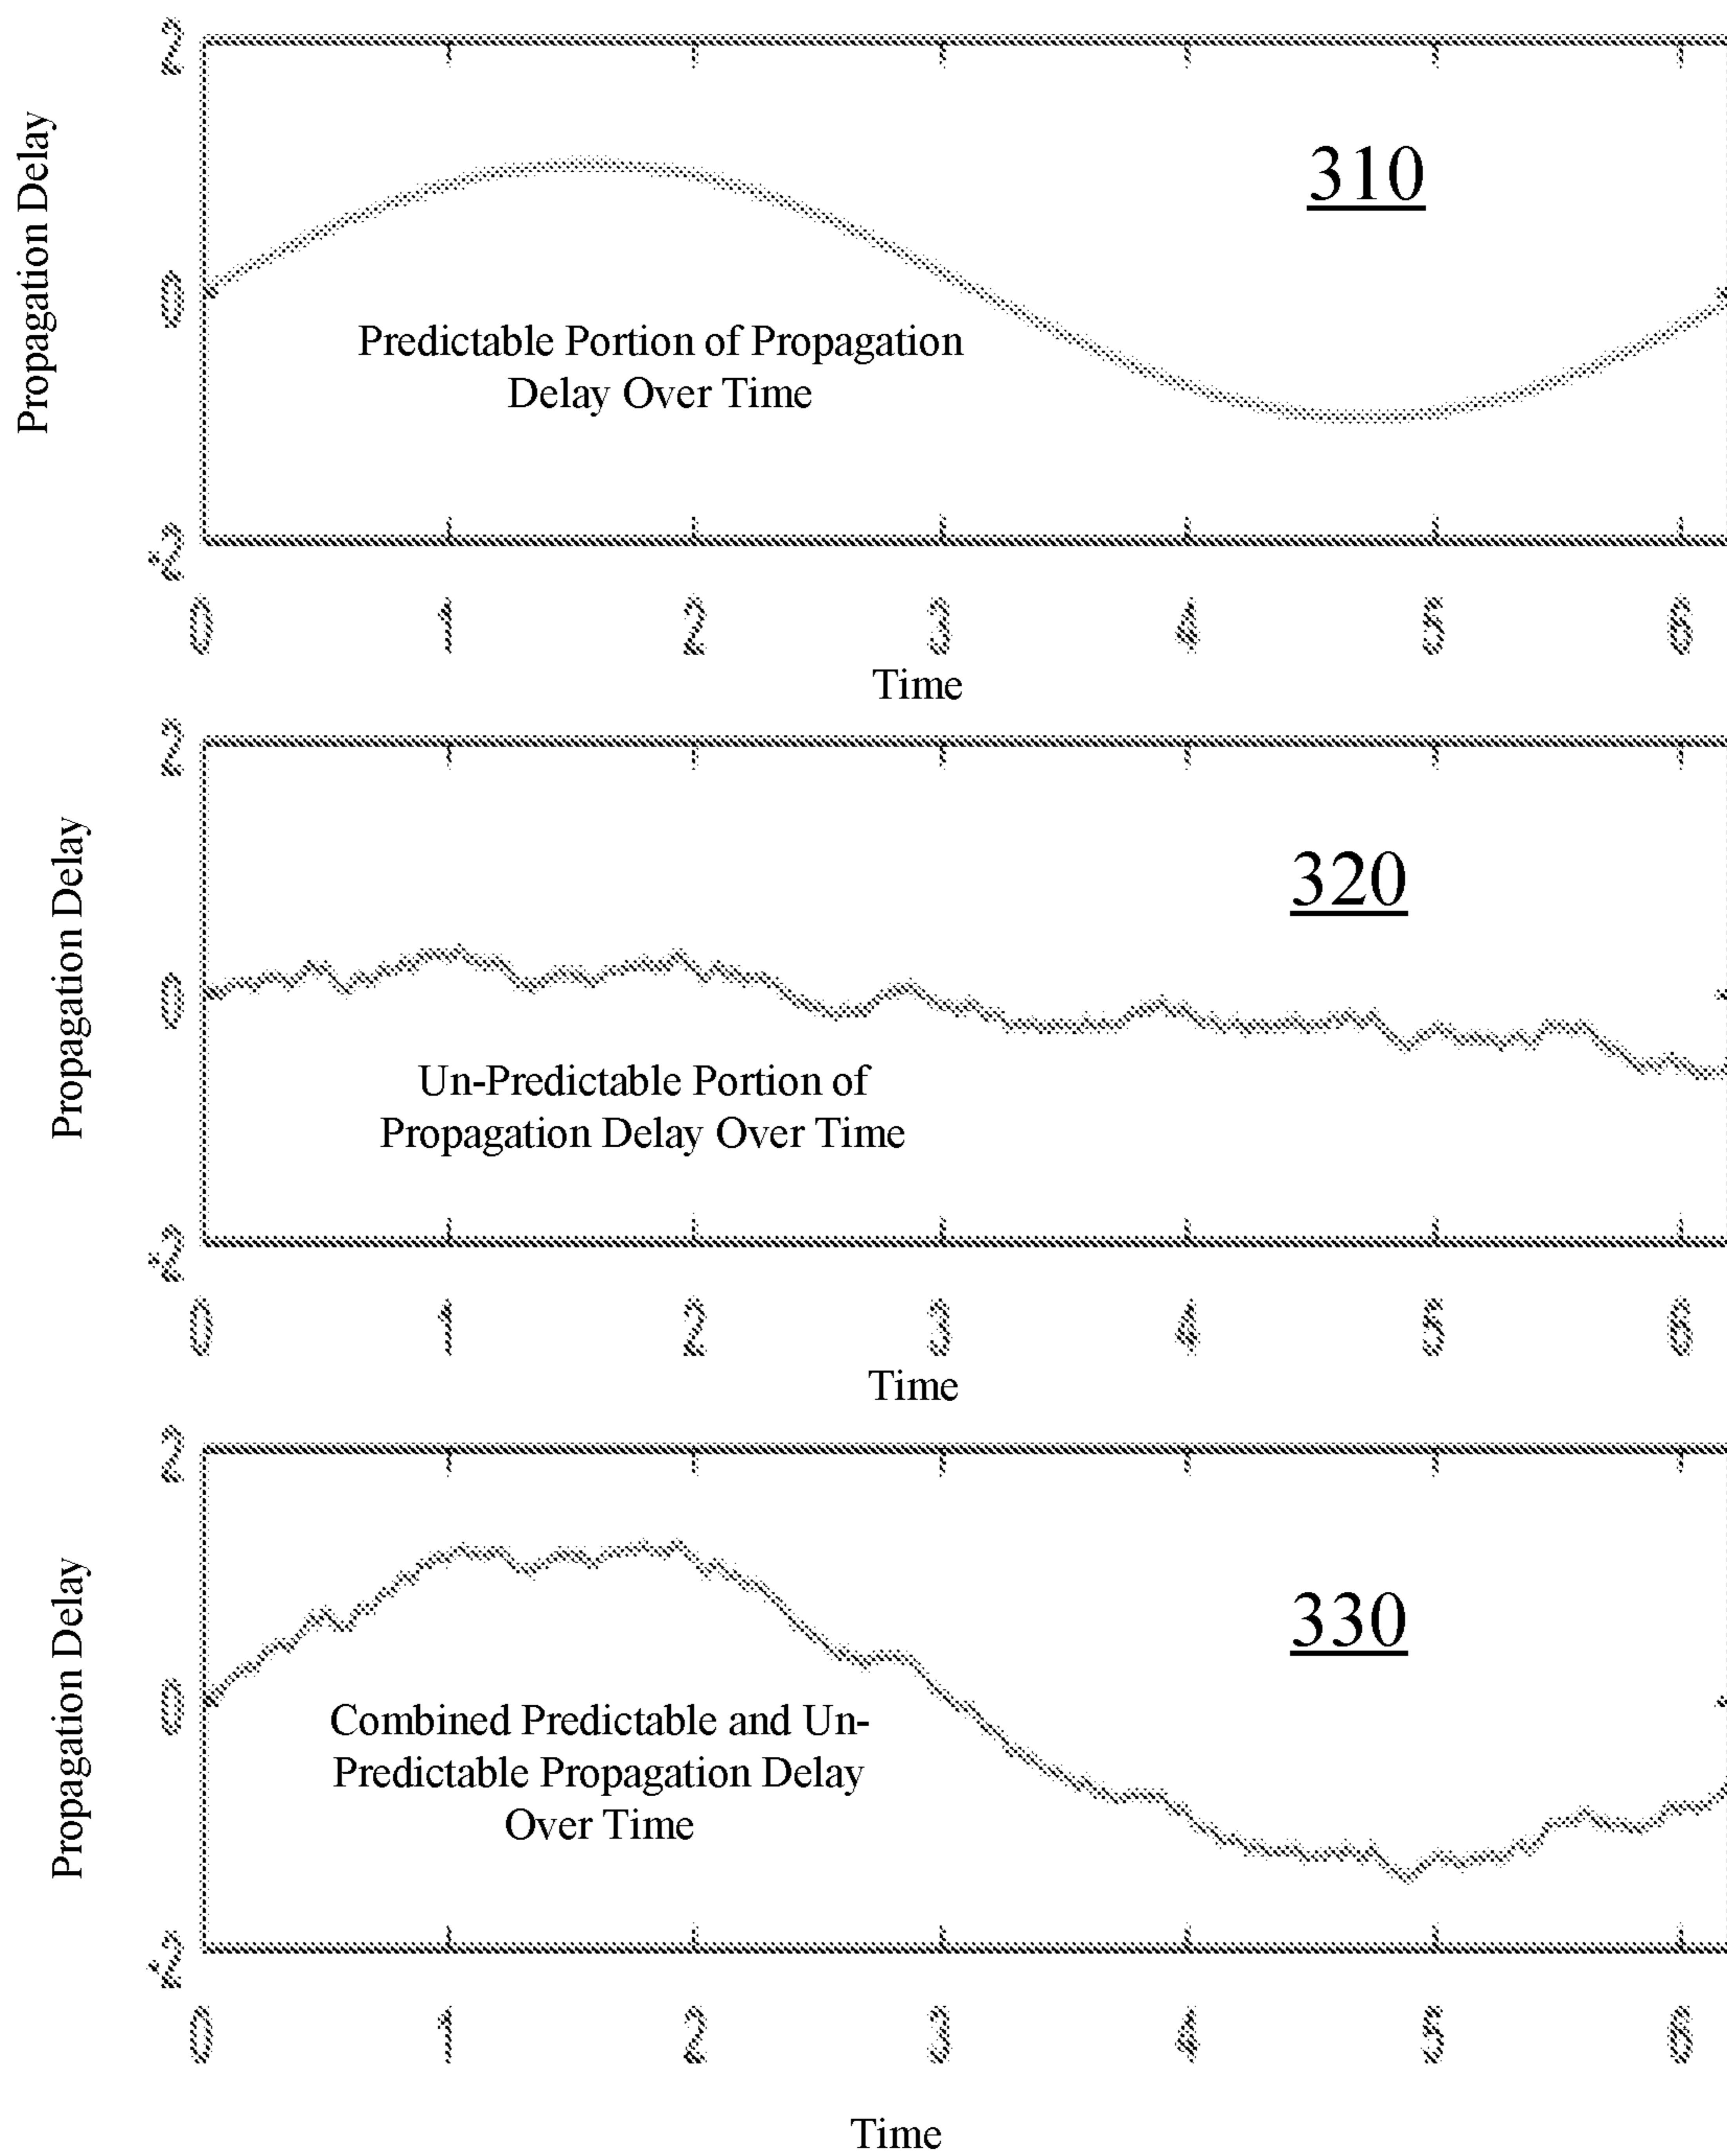 2
310
Propagation Delay
0
Predictable Portion of Propagation
Delay Over Time
-2
0 1 2 3 4 5 6
Time
2
320
Propagation Delay
0
Un-Predictable Portion of
Propagation Delay Over Time
-2
0 1 2 3 4 5 6
Time
2
330
Propagation Delay
0
Combined Predictable and Un-
Predictable Propagation Delay
Over Time
-2
0 1 2 3 4 5 6
Time